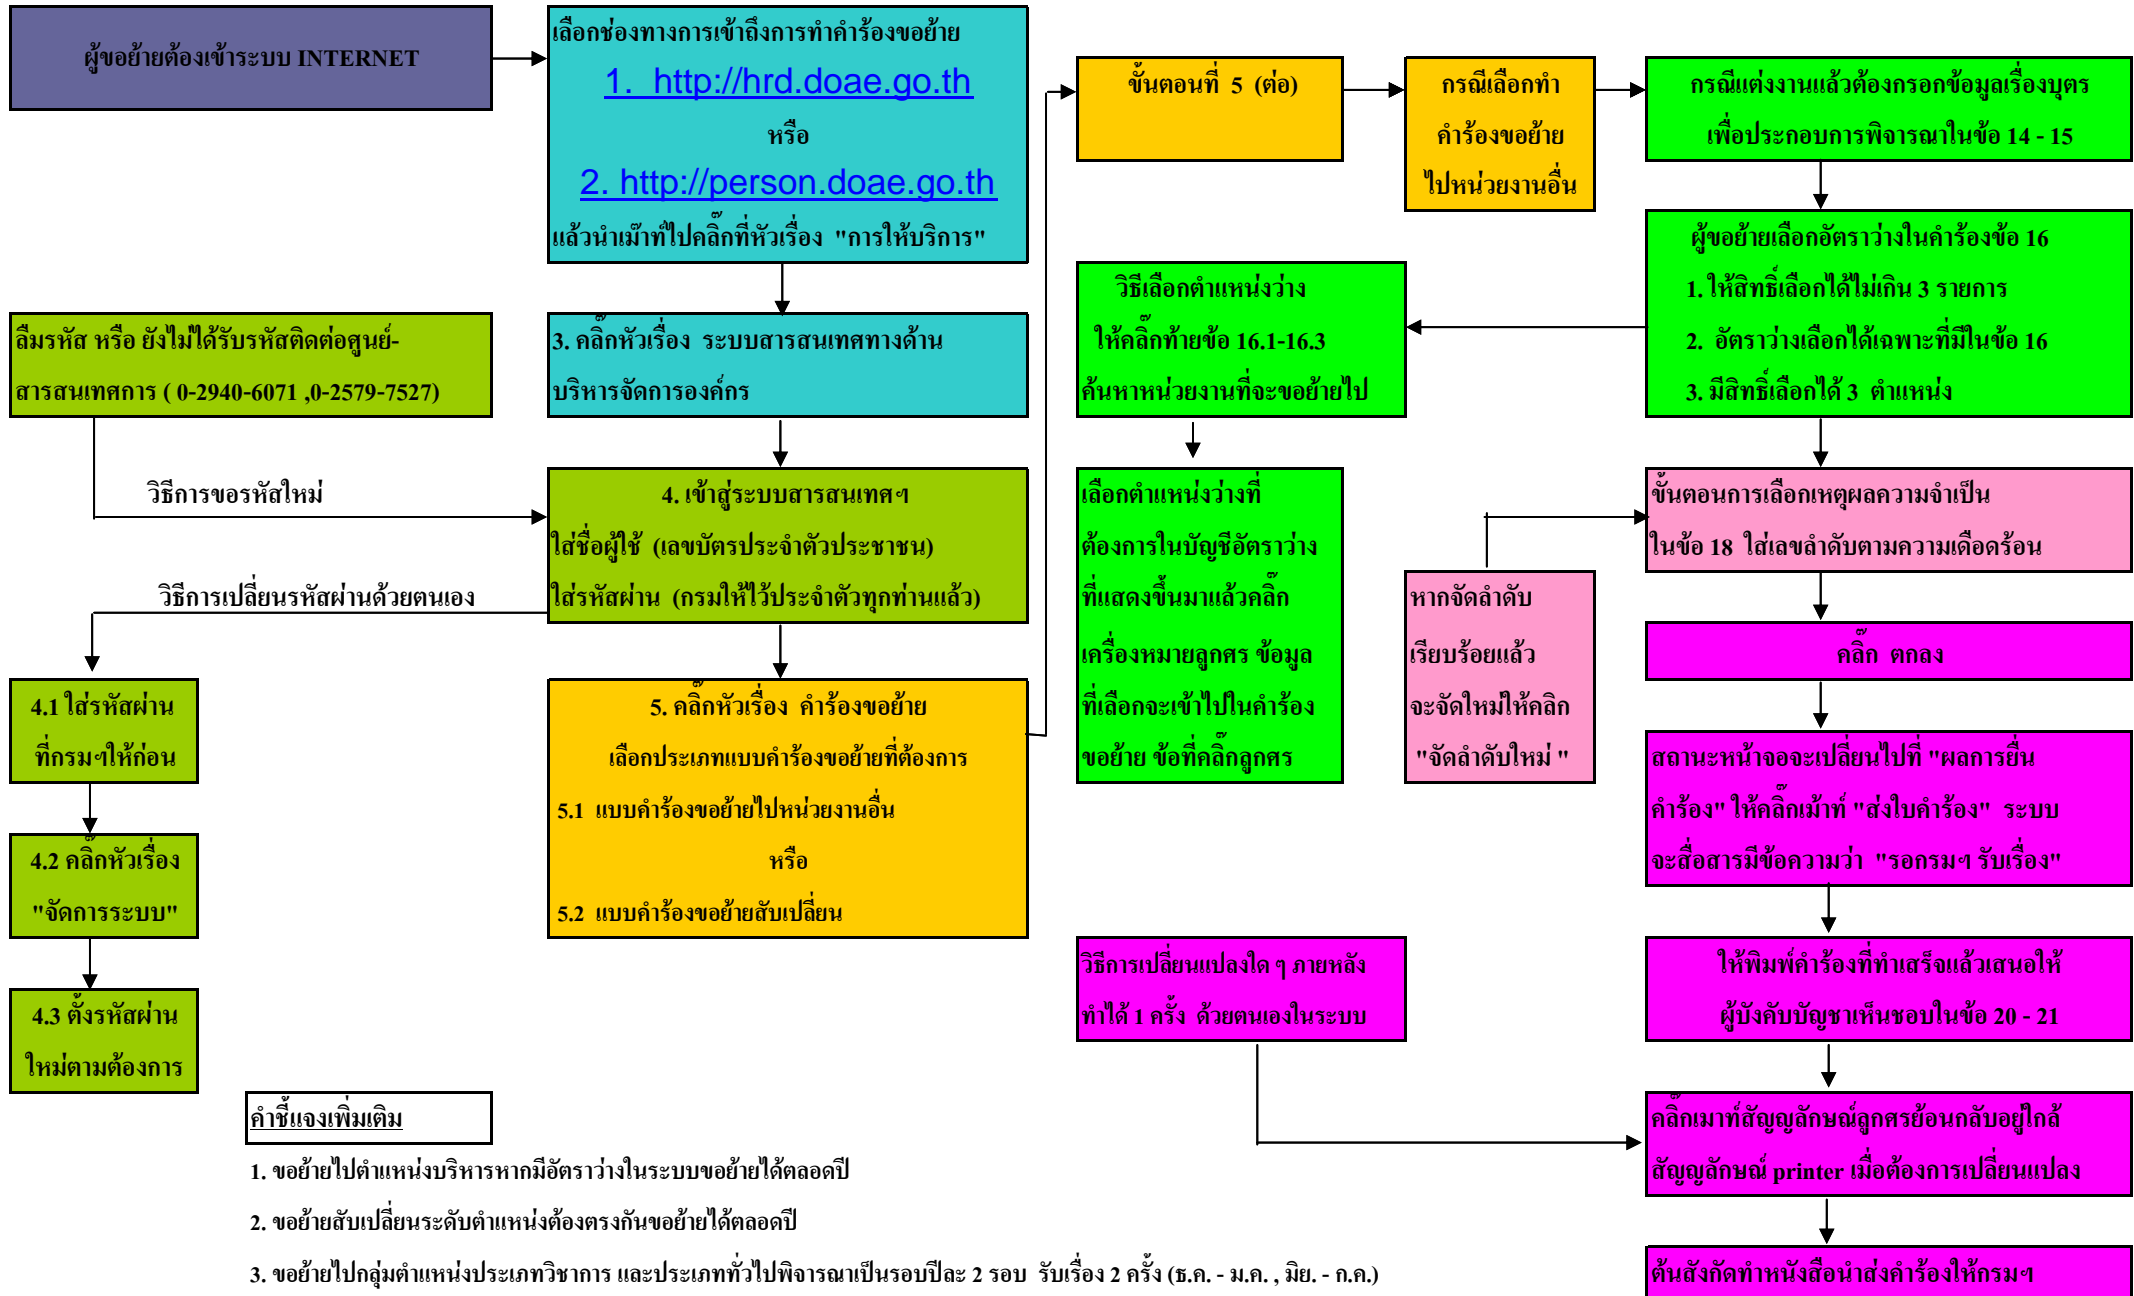 ผู้ขอย้ายต้องเข้าระบบ INTERNET
เลือกช่องทางการเข้าถึงการทำคำร้องขอย้าย
1. http://hrd.doae.go.th
หรือ
2. http://person.doae.go.th
แล้วนำเม๊าท์ไปคลิ๊กที่หัวเรื่อง "การให้บริการ"
3. คลิ๊กหัวเรื่อง ระบบสารสนเทศทางด้าน
บริหารจัดการองค์กร
ลืมรหัส หรือ ยังไม่ได้รับรหัสติดต่อศูนย์-
สารสนเทศการ ( 0-2940-6071 ,0-2579-7527)
วิธีการขอรหัสใหม่
4. เข้าสู่ระบบสารสนเทศฯ
ใส่ชื่อผู้ใช้ (เลขบัตรประจำตัวประชาชน)
ใส่รหัสผ่าน (กรมให้ไว้ประจำตัวทุกท่านแล้ว)
วิธีการเปลี่ยนรหัสผ่านด้วยตนเอง
4.1 ใส่รหัสผ่าน
ที่กรมฯให้ก่อน
4.2 คลิ๊กหัวเรื่อง
"จัดการระบบ"
4.3 ตั้งรหัสผ่าน
ใหม่ตามต้องการ
5. คลิ๊กหัวเรื่อง คำร้องขอย้าย
เลือกประเภทแบบคำร้องขอย้ายที่ต้องการ
5.1 แบบคำร้องขอย้ายไปหน่วยงานอื่น
หรือ
5.2 แบบคำร้องขอย้ายสับเปลี่ยน
ขั้นตอนที่ 5 (ต่อ)
กรณีเลือกทำ
คำร้องขอย้าย
ไปหน่วยงานอื่น
กรณีแต่งงานแล้วต้องกรอกข้อมูลเรื่องบุตร
เพื่อประกอบการพิจารณาในข้อ 14 - 15
ผู้ขอย้ายเลือกอัตราว่างในคำร้องข้อ 16
1. ให้สิทธิ์เลือกได้ไม่เกิน 3 รายการ
2. อัตราว่างเลือกได้เฉพาะที่มีในข้อ 16
3. มีสิทธิ์เลือกได้ 3 ตำแหน่ง
วิธีเลือกตำแหน่งว่าง
ให้คลิ๊กท้ายข้อ 16.1-16.3
ค้นหาหน่วยงานที่จะขอย้ายไป
เลือกตำแหน่งว่างที่
ต้องการในบัญชีอัตราว่าง
ที่แสดงขึ้นมาแล้วคลิ๊ก
เครื่องหมายลูกศร ข้อมูล
ที่เลือกจะเข้าไปในคำร้อง
ขอย้าย ข้อที่คลิ๊กลูกศร
ขั้นตอนการเลือกเหตุผลความจำเป็น
ในข้อ 18 ใส่เลขลำดับตามความเดือดร้อน
หากจัดลำดับ
เรียบร้อยแล้ว
จะจัดใหม่ให้คลิก
"จัดลำดับใหม่ "
คลิ๊ก ตกลง
สถานะหน้าจอจะเปลี่ยนไปที่ "ผลการยื่น
คำร้อง" ให้คลิ๊กเม้าท์ "ส่งใบคำร้อง" ระบบ
จะสื่อสารมีข้อความว่า "รอกรมฯ รับเรื่อง"
ให้พิมพ์คำร้องที่ทำเสร็จแล้วเสนอให้
ผู้บังคับบัญชาเห็นชอบในข้อ 20 - 21
วิธีการเปลี่ยนแปลงใด ๆ ภายหลัง
ทำได้ 1 ครั้ง ด้วยตนเองในระบบ
คลิ๊กเมาท์สัญญลักษณ์ลูกศรย้อนกลับอยู่ใกล้
สัญญลักษณ์ printer เมื่อต้องการเปลี่ยนแปลง
ต้นสังกัดทำหนังสือนำส่งคำร้องให้กรมฯ
คำชี้แจงเพิ่มเติม
1. ขอย้ายไปตำแหน่งบริหารหากมีอัตราว่างในระบบขอย้ายได้ตลอดปี
2. ขอย้ายสับเปลี่ยนระดับตำแหน่งต้องตรงกันขอย้ายได้ตลอดปี
3. ขอย้ายไปกลุ่มตำแหน่งประเภทวิชาการ และประเภททั่วไปพิจารณาเป็นรอบปีละ 2 รอบ รับเรื่อง 2 ครั้ง (ธ.ค. - ม.ค. , มิย. - ก.ค.)